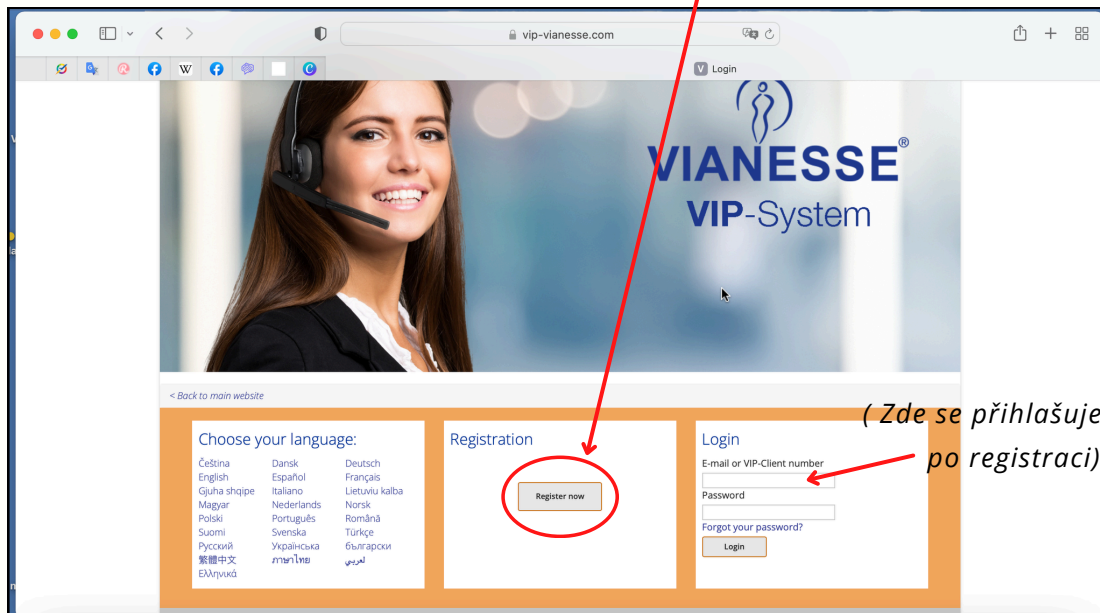 vip-vianesse.com
W
V Login
VIANESSE®
VIP-System
< Back to main website
Choose your language:
Čeština Dansk Deutsch
English Español Français
Gjuha shqipe Italiano Lietuviu kalba
Magyar Nederlands Norsk
Polski Português Română
Suomi Svenska Türkçe
Русский Українська български
繁體中文 ภาษาไทย لعربي
Ελληνικά
Registration
Register now
Login
E-mail or VIP-Client number
Password
Forgot your password?
Login
( Zde se přihlašuje
po registraci)